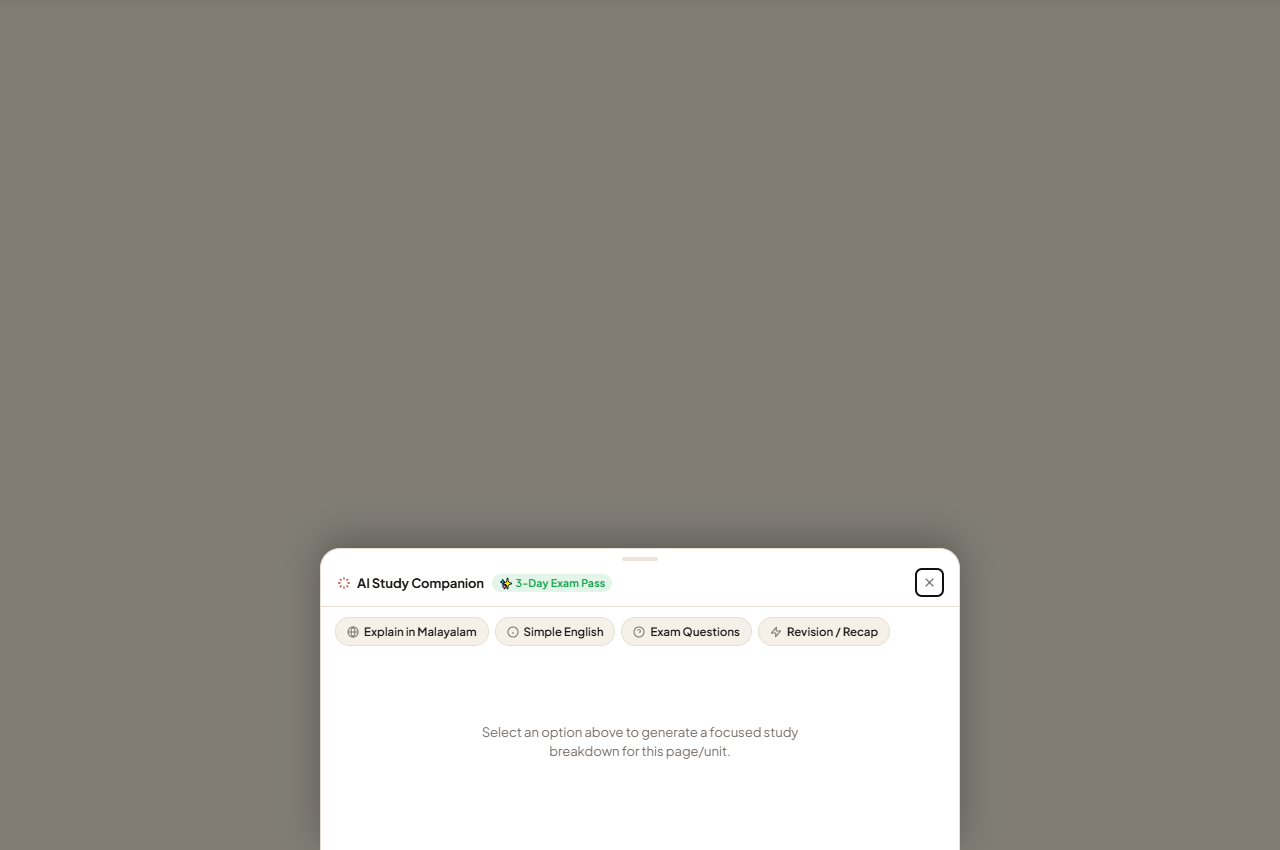 AI Study Companion ✨ 3-Day Exam Pass
Explain in Malayalam Simple English Exam Questions Revision / Recap
Select an option above to generate a focused study
breakdown for this page/unit.